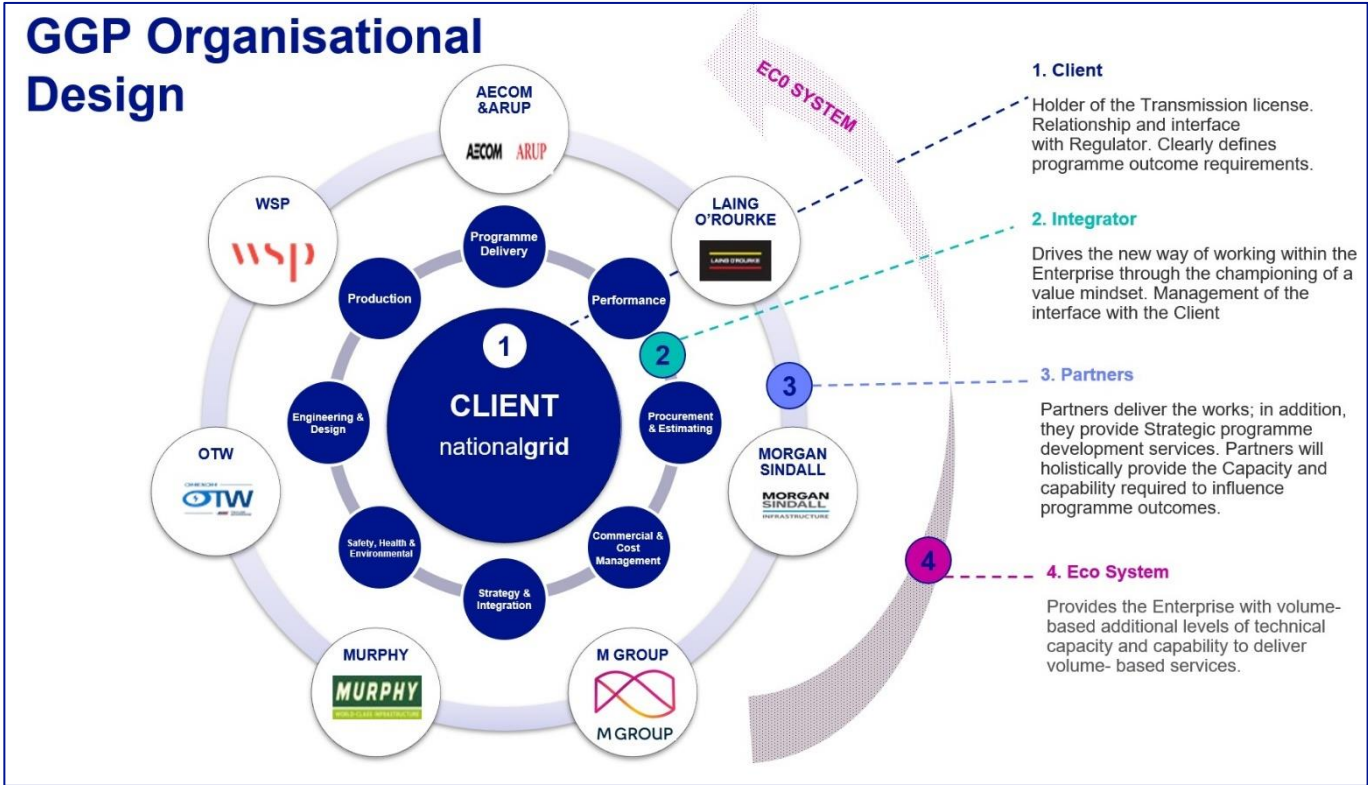 GGP Organisational
Design
AECOM
&ARUP
AECOM ARUP
LAING
O'ROURKE
LAING O'ROURKE
MORGAN
SINDALL
MORGAN
SINDALL
INFRASTRUCTURE
M GROUP
M GROUP
MURPHY
MURPHY
WORLD-CLASS INFRASTRUCTURE
OTW
OTW
WSP
wsp
Programme
Delivery
Performance
Procurement
& Estimating
Commercial &
Cost
Management
Strategy &
Integration
Safety, Health &
Environmental
Engineering &
Design
Production
1
CLIENT
nationalgrid
2
3
4
EC0 SYSTEM
1. Client
Holder of the Transmission license.
Relationship and interface
with Regulator. Clearly defines
programme outcome requirements.
2. Integrator
Drives the new way of working within the
Enterprise through the championing of a
value mindset. Management of the
interface with the Client
3. Partners
Partners deliver the works; in addition,
they provide Strategic programme
development services. Partners will
holistically provide the Capacity and
capability required to influence
programme outcomes.
4. Eco System
Provides the Enterprise with volume-
based additional levels of technical
capacity and capability to deliver
volume- based services.